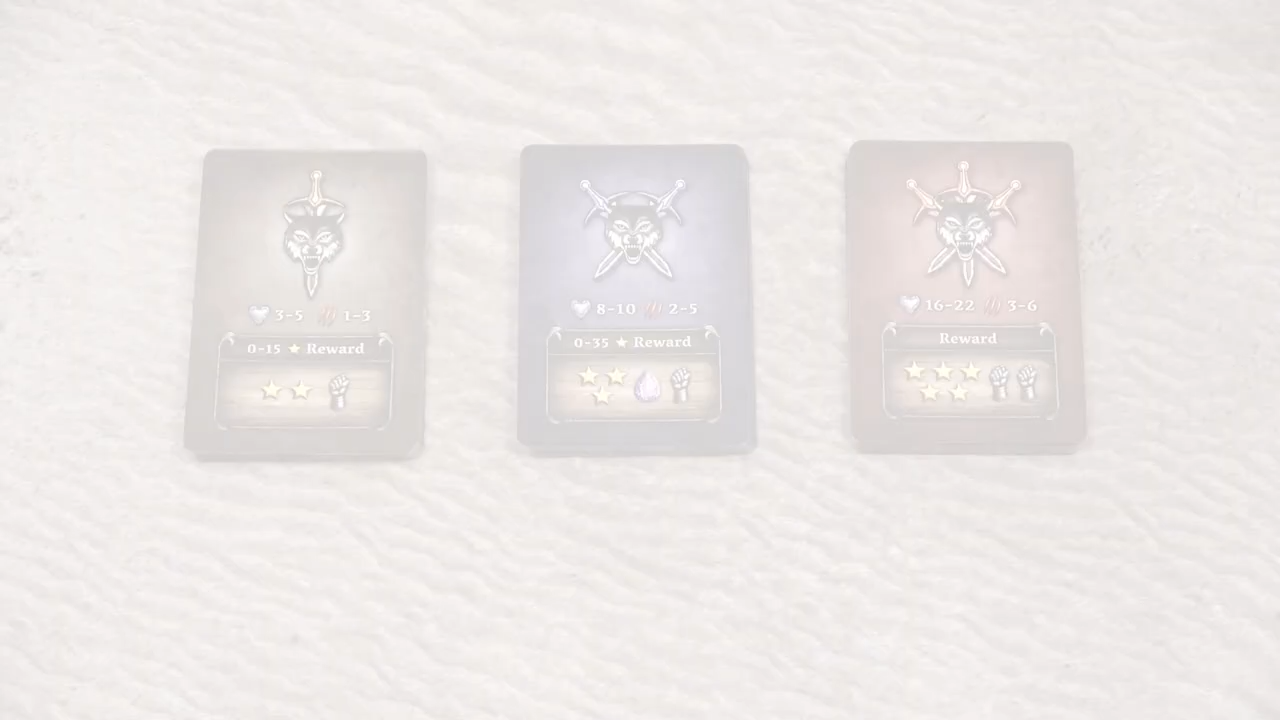 3-5 1-3
0-15 Reward
8-10 2-5
0-35 Reward
16-22 3-6
Reward